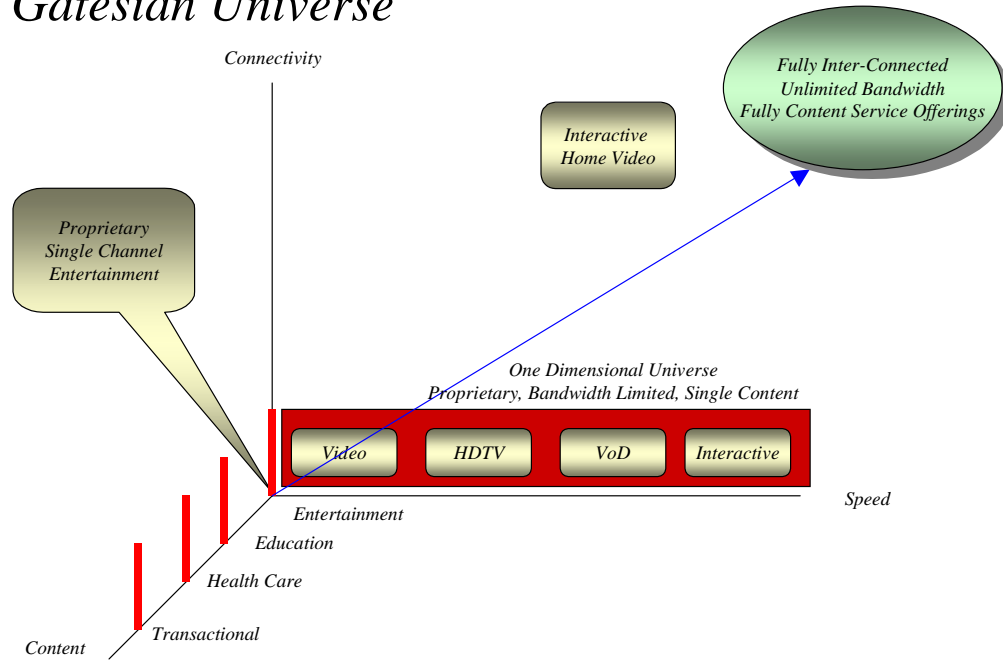 Gatesian Universe
Connectivity
Fully Inter-Connected
Unlimited Bandwidth
Fully Content Service Offerings
Interactive
Home Video
Proprietary
Single Channel
Entertainment
One Dimensional Universe
Proprietary, Bandwidth Limited, Single Content
Video
HDTV
VoD
Interactive
Speed
Entertainment
Education
Health Care
Transactional
Content